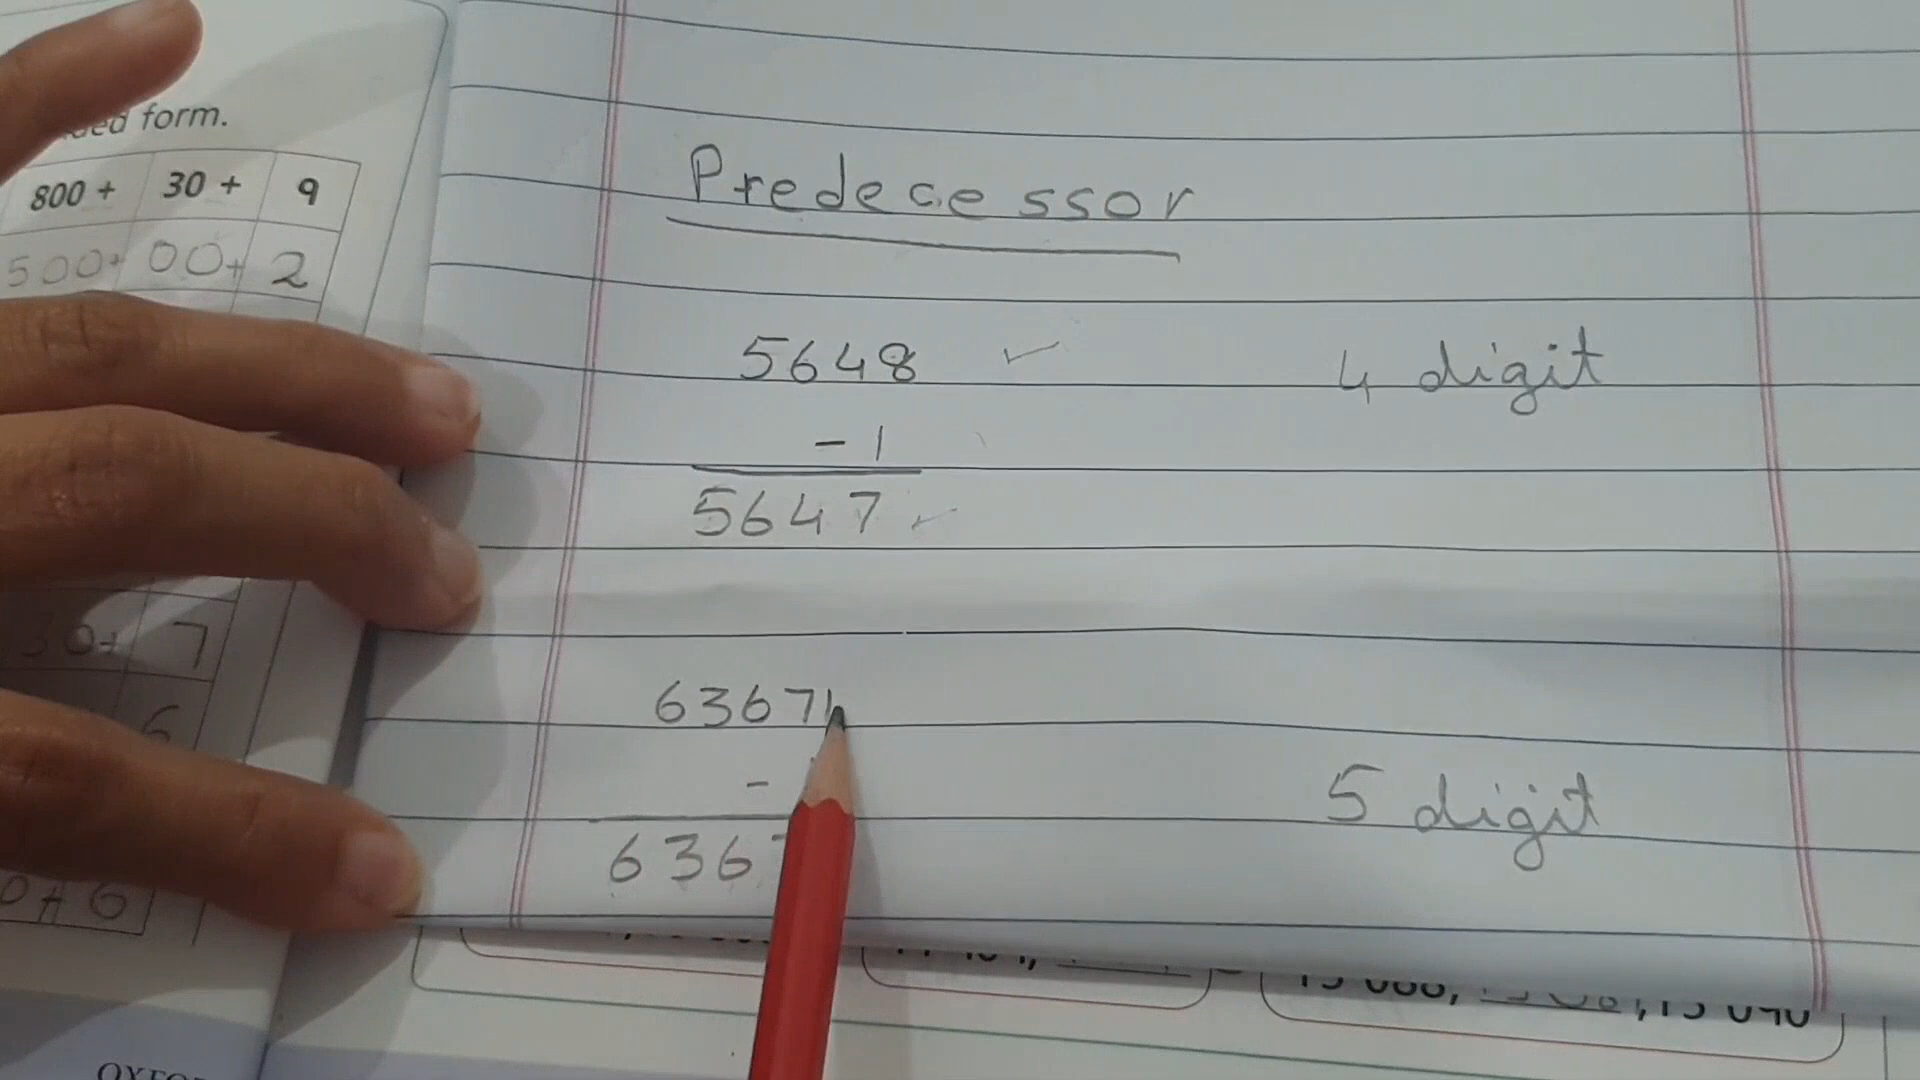 form.
800 + 30 + 9
500+ 00+ 2
7
6
0+6
Predecessor
5648 4 digit
- 1
5647
6367
- 5 digit
636